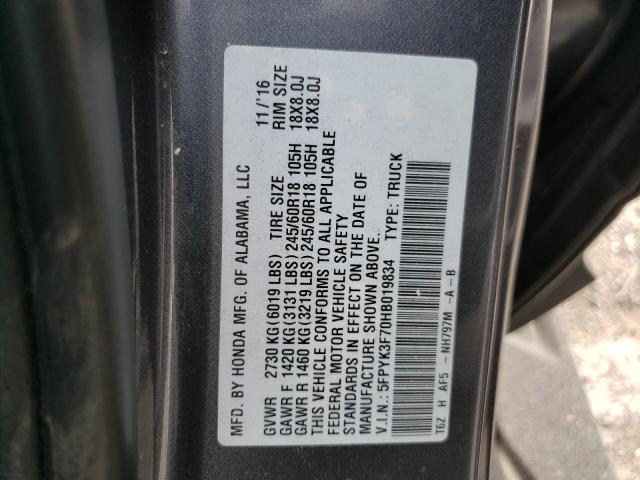 MFD. BY HONDA MFG. OF ALABAMA, LLC 11/'16
GVWR 2730 KG (6019 LBS) TIRE SIZE RIM SIZE
GAWR F 1420 KG (3131 LBS) 245/60R18 105H 18X8.0J
GAWR R 1460 KG (3219 LBS) 245/60R18 105H 18X8.0J
THIS VEHICLE CONFORMS TO ALL APPLICABLE
FEDERAL MOTOR VEHICLE SAFETY
STANDARDS IN EFFECT ON THE DATE OF
MANUFACTURE SHOWN ABOVE.
V.I.N.: 5FPYK3F70HB019834 TYPE: TRUCK
T6Z H AF5 - NH797M -A-B